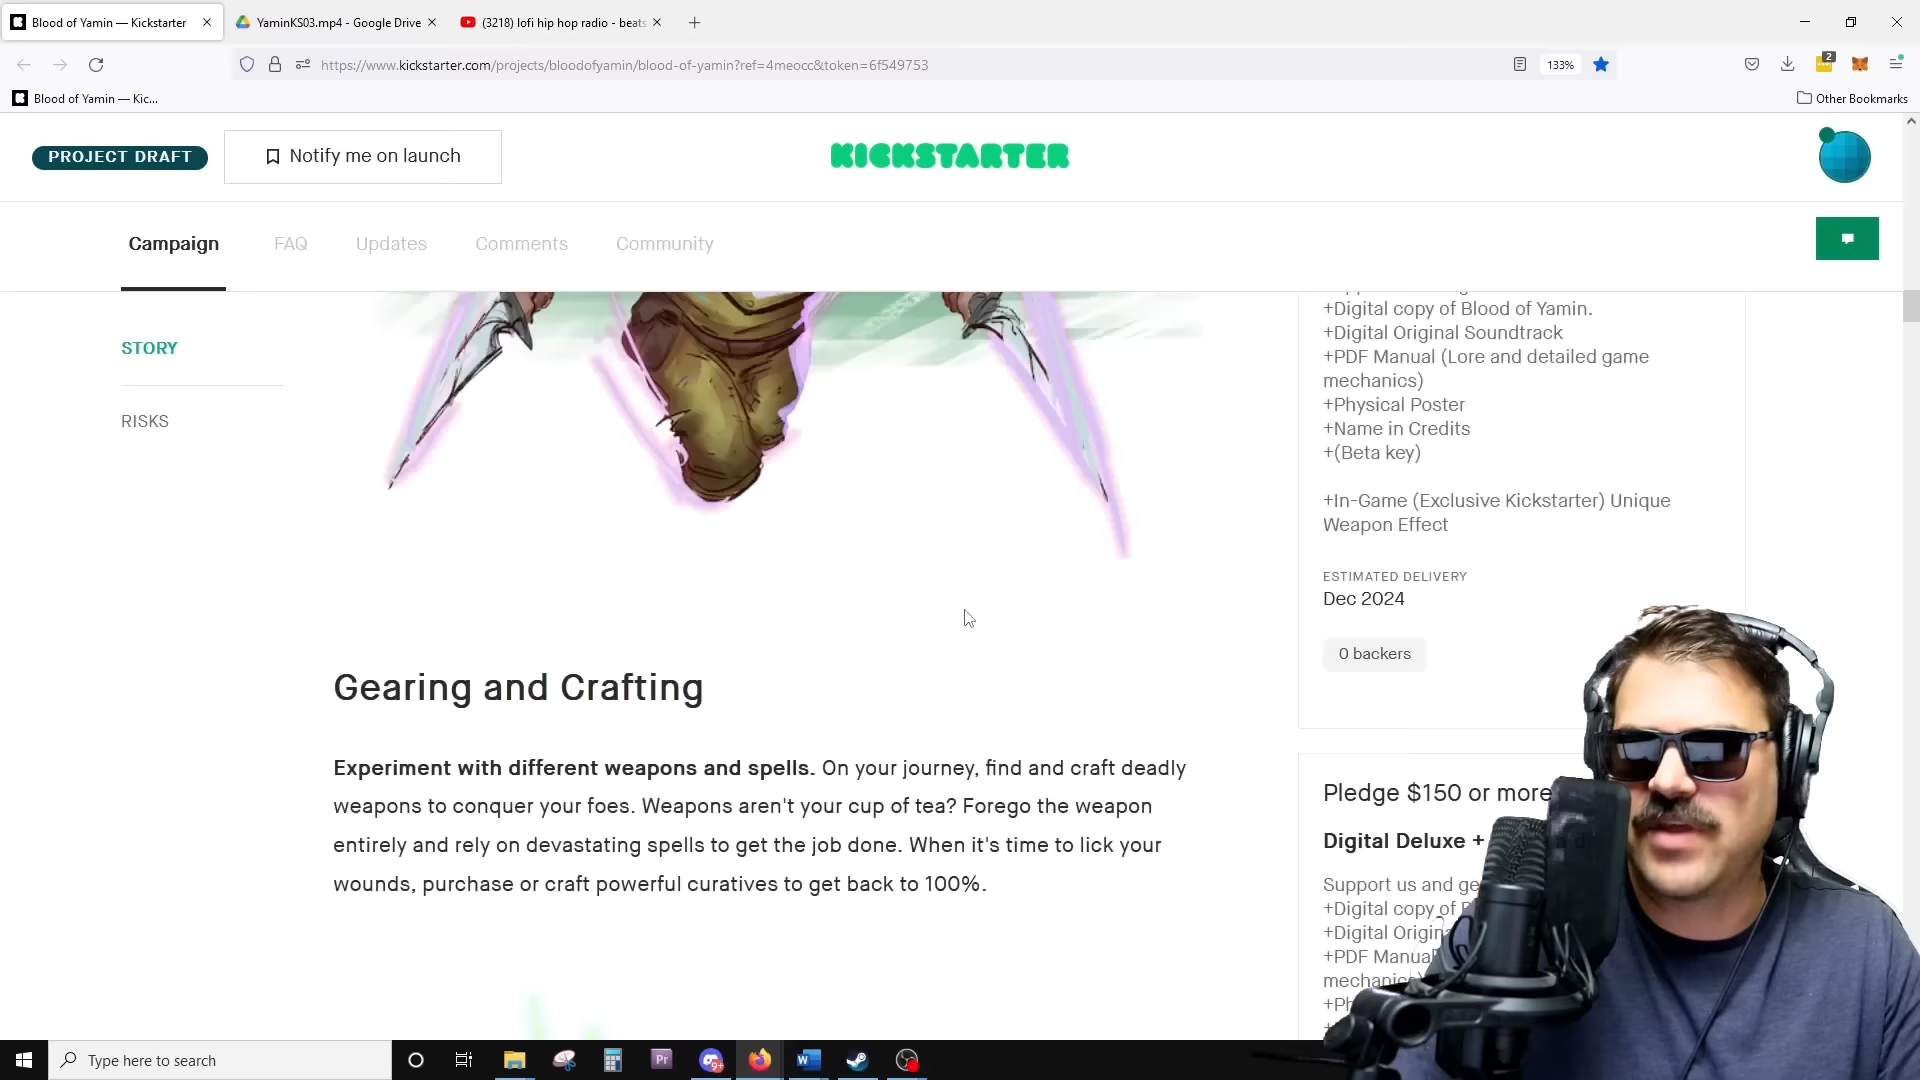 Blood of Yamin — Kickstarter
YaminKS03.mp4 - Google Drive
(3218) lofi hip hop radio - beats
https://www.kickstarter.com/projects/bloodofyamin/blood-of-yamin?ref=4meocc&token=6f549753
133%
2
Blood of Yamin — Kic...
Other Bookmarks
PROJECT DRAFT
Notify me on launch
KICKSTARTER
Campaign
FAQ
Updates
Comments
Community
STORY
RISKS
+Digital copy of Blood of Yamin.
+Digital Original Soundtrack
+PDF Manual (Lore and detailed game
mechanics)
+Physical Poster
+Name in Credits
+(Beta key)
+In-Game (Exclusive Kickstarter) Unique
Weapon Effect
ESTIMATED DELIVERY
Dec 2024
0 backers
Gearing and Crafting
Experiment with different weapons and spells. On your journey, find and craft deadly
weapons to conquer your foes. Weapons aren't your cup of tea? Forego the weapon
entirely and rely on devastating spells to get the job done. When it's time to lick your
wounds, purchase or craft powerful curatives to get back to 100%.
Pledge $150 or more
Digital Deluxe +
Support us and ge
+Digital copy of
+Digital Origin
+PDF Manual
mechanics
Type here to search
Pr
9+
W